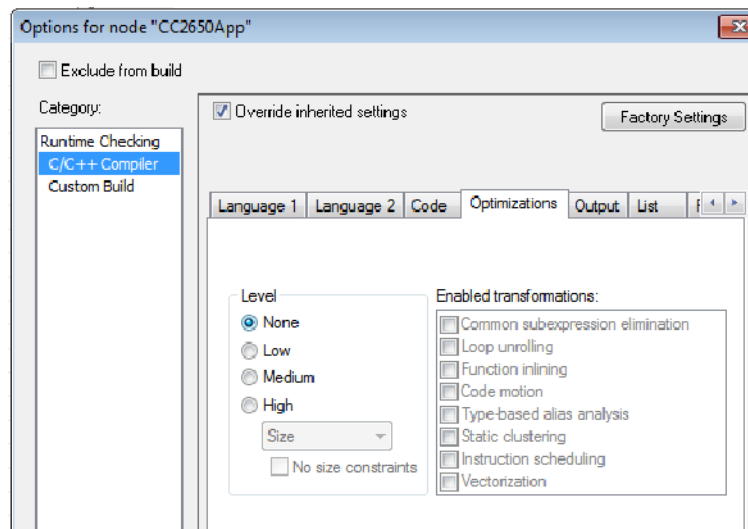 Options for node "CC2650App"
Exclude from build
Category:
Override inherited settings
Factory Settings
Runtime Checking
C/C++ Compiler
Custom Build
Language 1 Language 2 Code Optimizations Output List
Level
None
Low
Medium
High
Size
No size constraints
Enabled transformations:
Common subexpression elimination
Loop unrolling
Function inlining
Code motion
Type-based alias analysis
Static clustering
Instruction scheduling
Vectorization